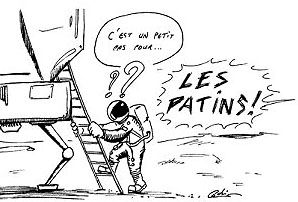 C'EST UN PETIT
PAS POUR...
??
LES
PATINS!